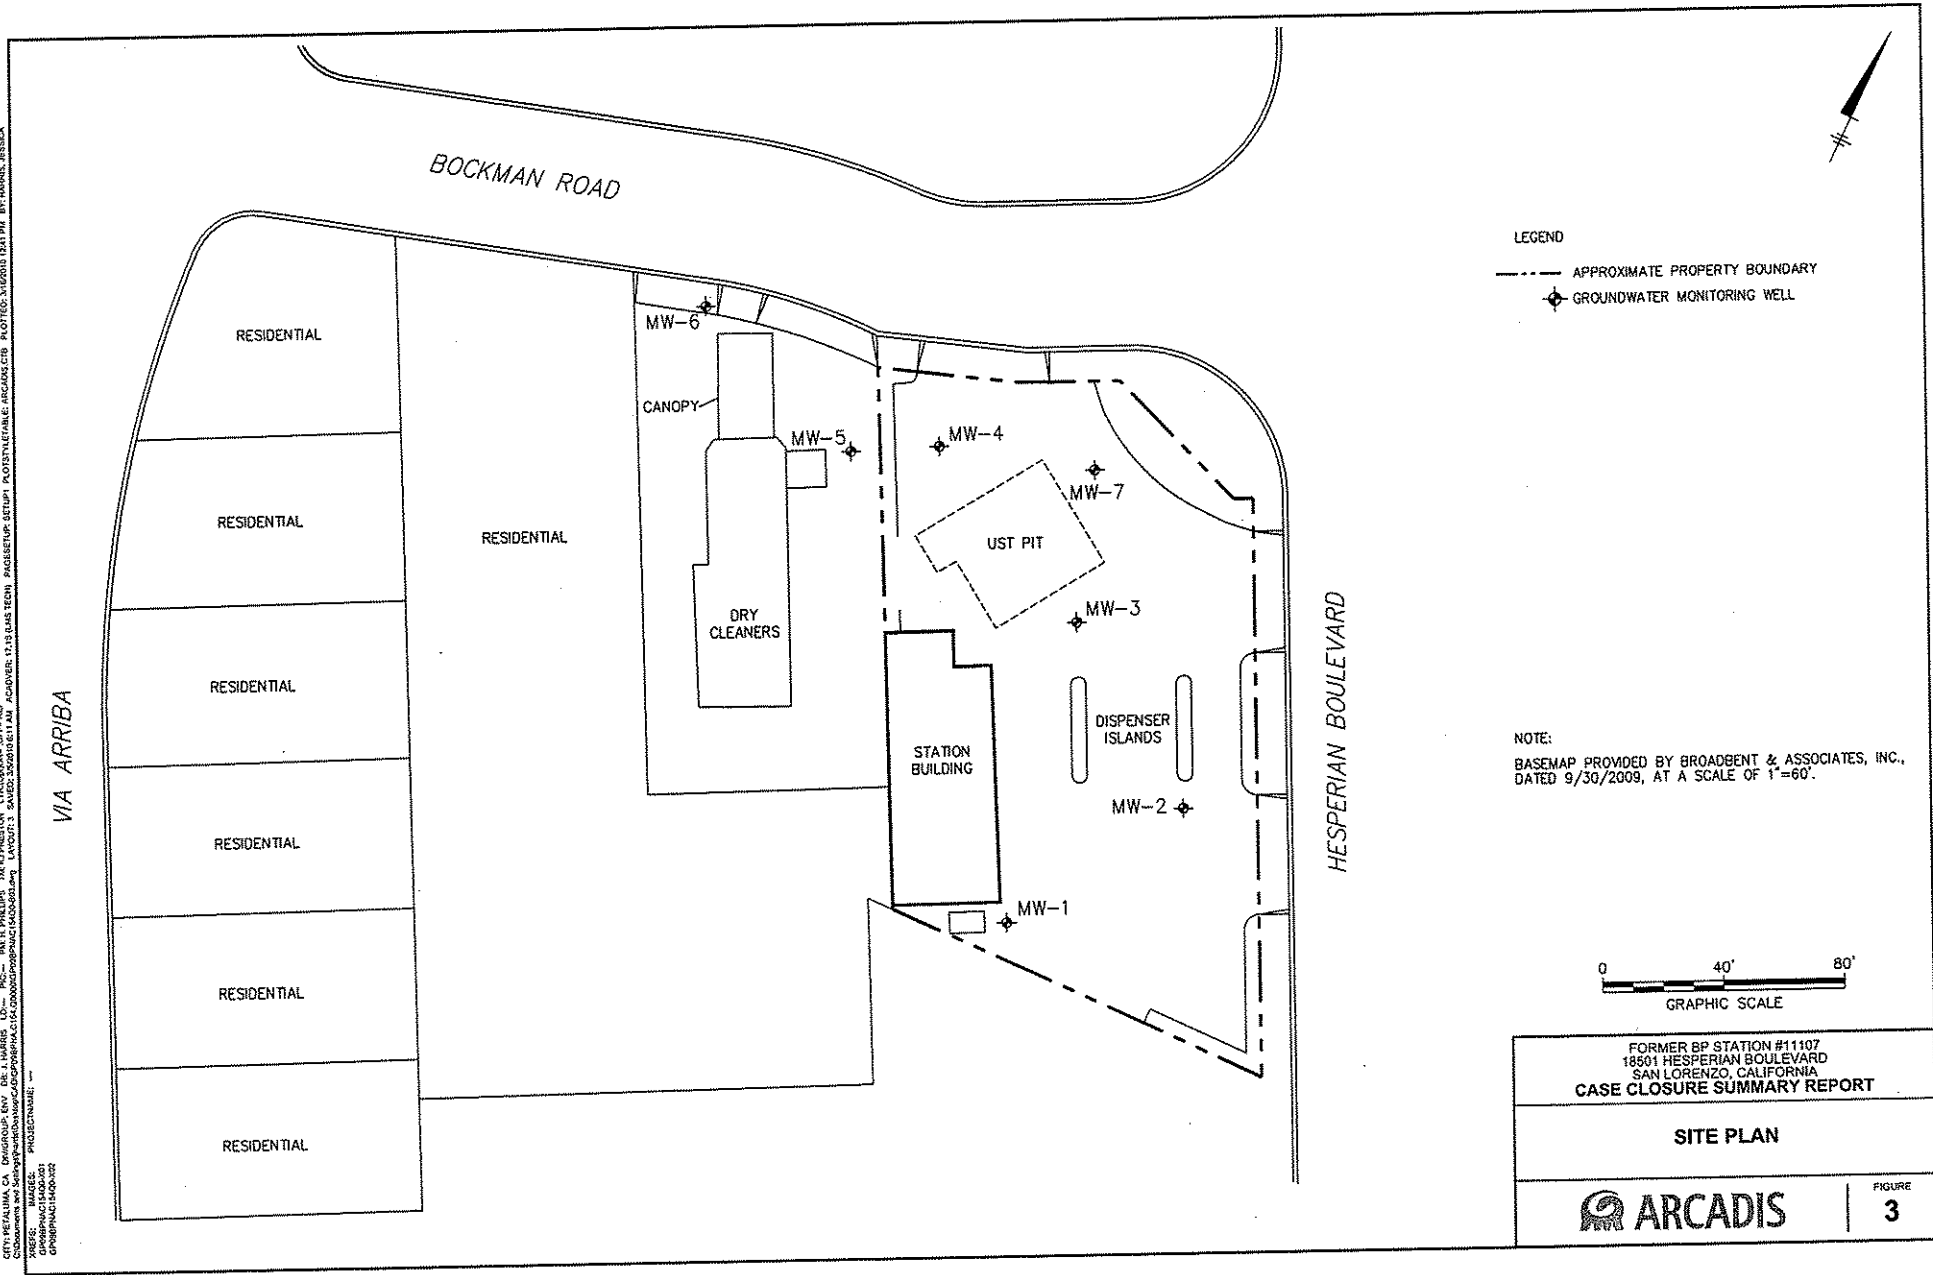 BOCKMAN ROAD
LEGEND
APPROXIMATE PROPERTY BOUNDARY
GROUNDWATER MONITORING WELL
RESIDENTIAL
MW-6
CANOPY
MW-5
MW-4
MW-7
RESIDENTIAL
RESIDENTIAL
UST PIT
DRY
CLEANERS
MW-3
RESIDENTIAL
VIA ARRIBA
HESPERIAN BOULEVARD
DISPENSER
ISLANDS
STATION
BUILDING
NOTE:
BASEMAP PROVIDED BY BROADBENT & ASSOCIATES, INC.,
DATED 9/30/2009, AT A SCALE OF 1"=60'.
MW-2
RESIDENTIAL
MW-1
RESIDENTIAL
0 40' 80'
GRAPHIC SCALE
RESIDENTIAL
FORMER BP STATION #11107
18501 HESPERIAN BOULEVARD
SAN LORENZO, CALIFORNIA
CASE CLOSURE SUMMARY REPORT
SITE PLAN
ARCADIS
FIGURE
3